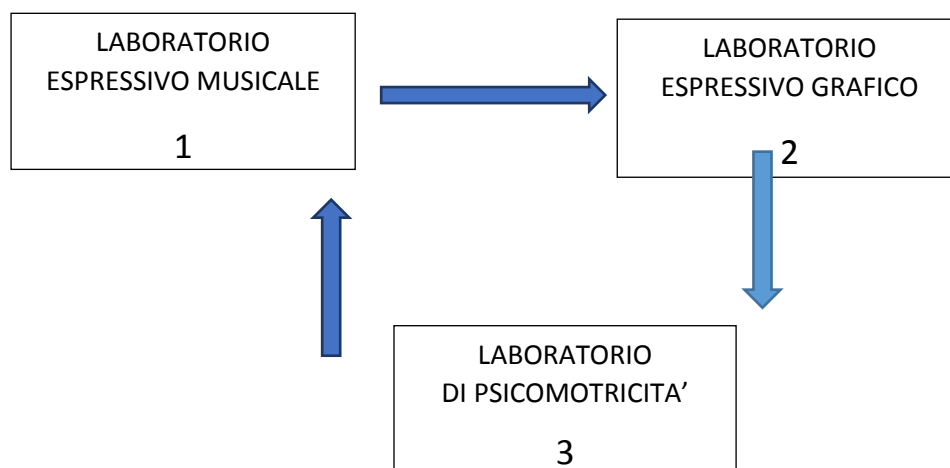 LABORATORIO
ESPRESSIVO MUSICALE
1
LABORATORIO
ESPRESSIVO GRAFICO
2
LABORATORIO
DI PSICOMOTRICITA’
3